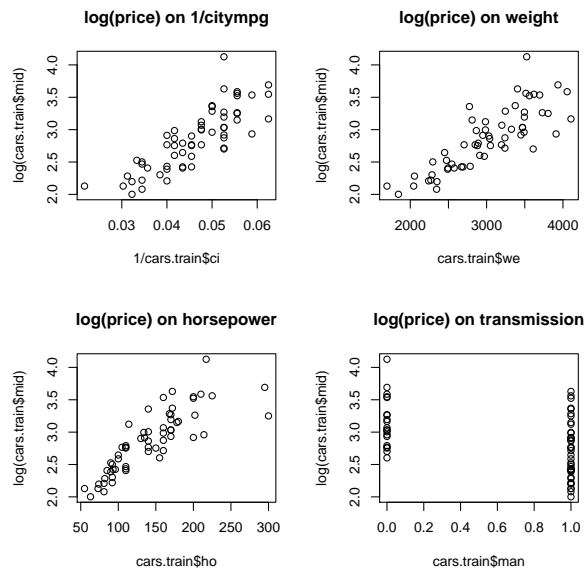 log(price) on 1/citympg
log(cars.train$mid)
2.0 2.5 3.0 3.5 4.0
0.03 0.04 0.05 0.06
1/cars.train$ci
log(price) on weight
log(cars.train$mid)
2.0 2.5 3.0 3.5 4.0
2000 3000 4000
cars.train$we
log(price) on horsepower
log(cars.train$mid)
2.0 2.5 3.0 3.5 4.0
50 100 150 200 250 300
cars.train$ho
log(price) on transmission
log(cars.train$mid)
2.0 2.5 3.0 3.5 4.0
0.0 0.2 0.4 0.6 0.8 1.0
cars.train$man